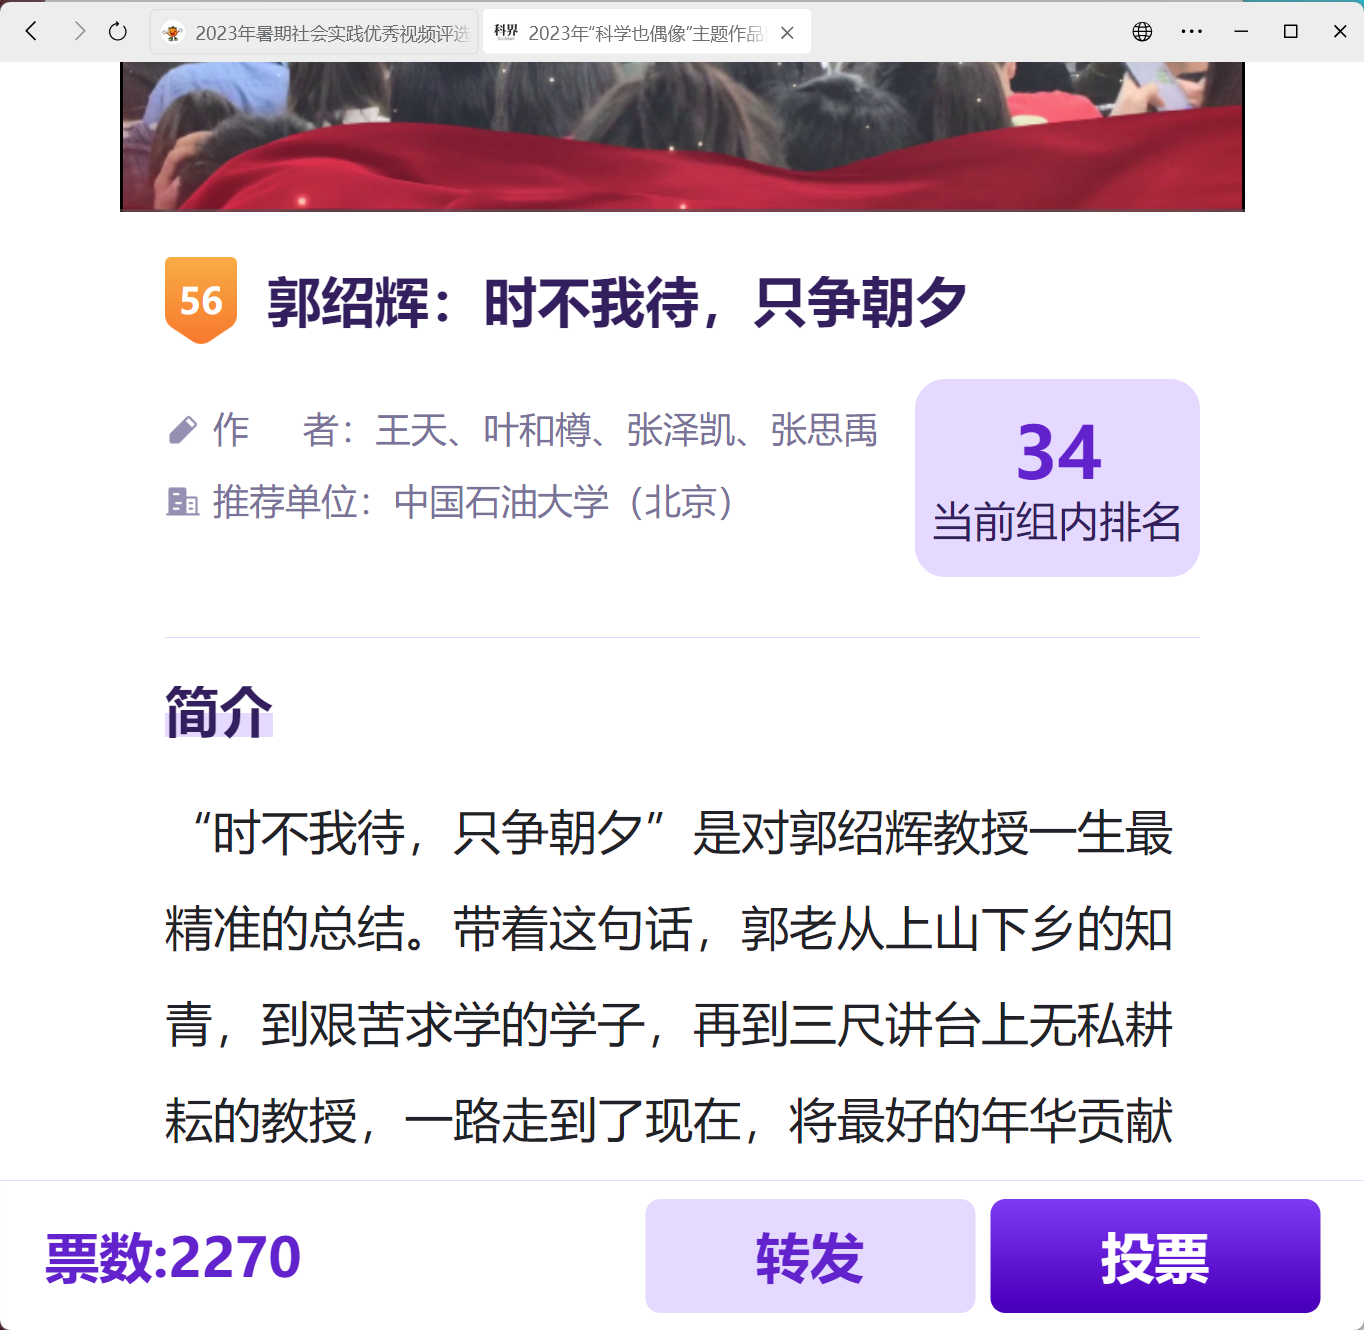 2023年暑期社会实践优秀视频评选
科界
2023年“科学也偶像”主题作品
56
郭绍辉：时不我待，只争朝夕
作 者：王天、叶和樽、张泽凯、张思禹
推荐单位：中国石油大学（北京）
34
当前组内排名
简介
“时不我待，只争朝夕”是对郭绍辉教授一生最
精准的总结。带着这句话，郭老从上山下乡的知
青，到艰苦求学的学子，再到三尺讲台上无私耕
耘的教授，一路走到了现在，将最好的年华贡献
票数:2270
转发
投票